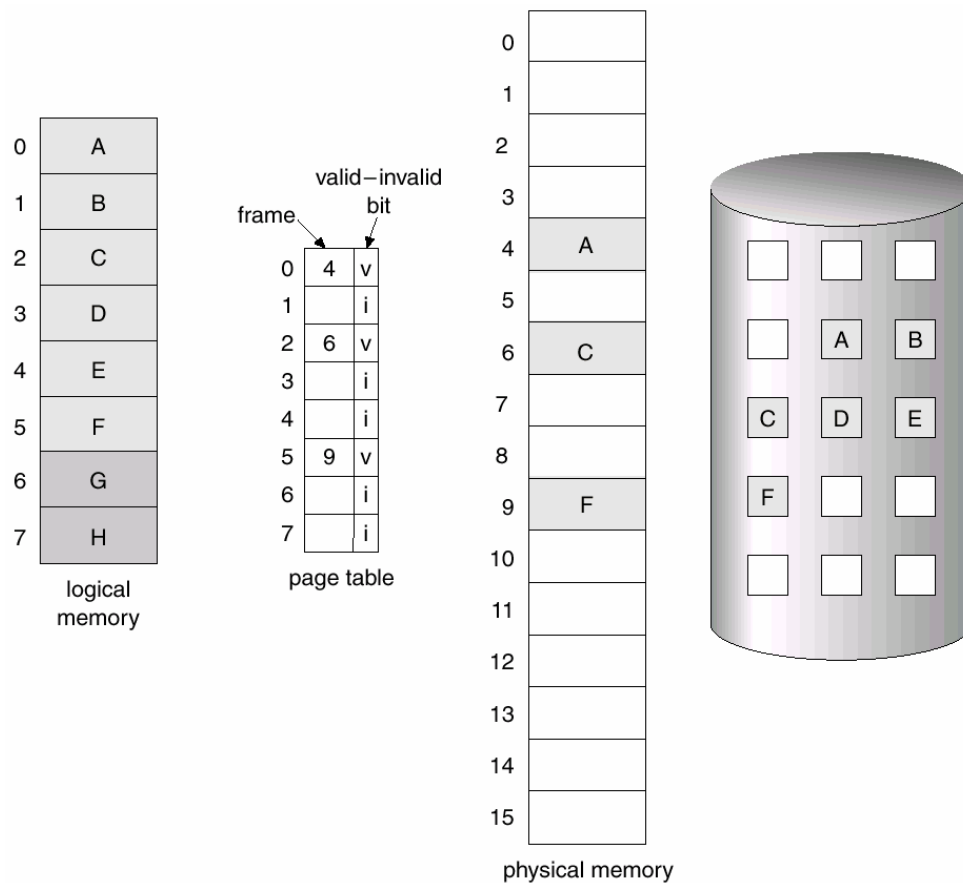 0 A
1 B
2 C
3 D
4 E
5 F
6 G
7 H
logical
memory
valid–invalid
bit
frame
0 4 v
1 i
2 6 v
3 i
4 i
5 9 v
6 i
7 i
page table
0
1
2
3
4 A
5
6 C
7
8
9 F
10
11
12
13
14
15
physical memory
A B
C D E
F